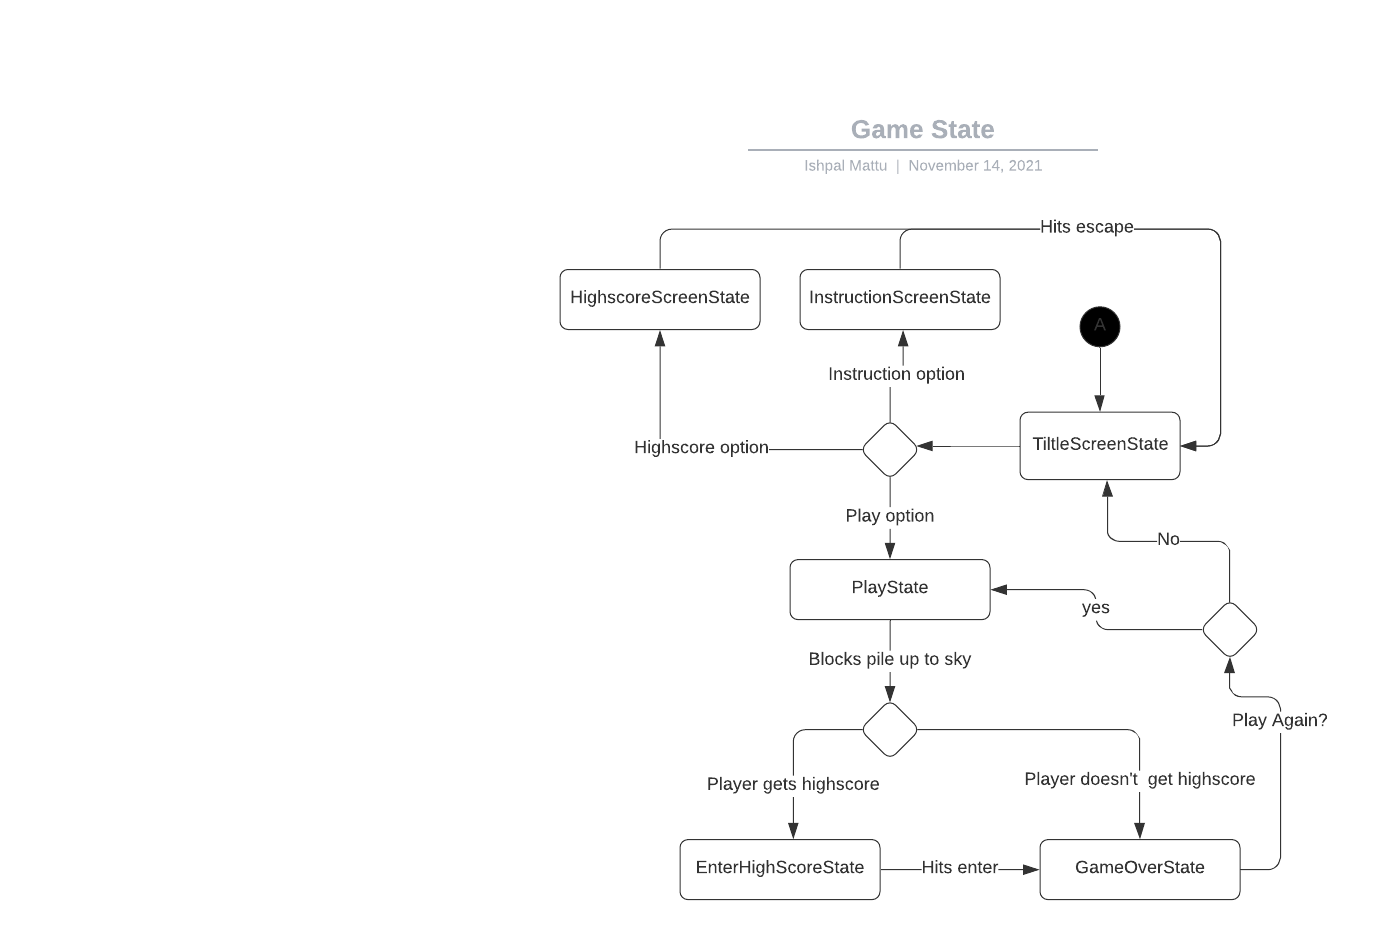 Game State
Ishpal Mattu | November 14, 2021
Hits escape
HighscoreScreenState
InstructionScreenState
A
Instruction option
Highscore option
TiltleScreenState
Play option
No
PlayState
yes
Blocks pile up to sky
Play Again?
Player gets highscore
Player doesn't get highscore
EnterHighScoreState
Hits enter
GameOverState